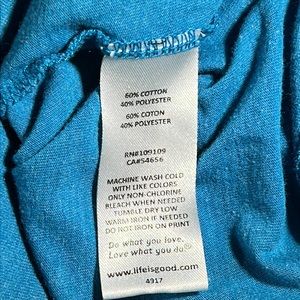 60% COTTON
40% POLYESTER
60% COTON
40% POLYESTER
RN#109109
CA#54656
MACHINE WASH COLD
WITH LIKE COLORS
ONLY NON-CHLORINE
BLEACH WHEN NEEDED
TUMBLE DRY LOW
WARM IRON IF NEEDED
DO NOT IRON ON PRINT
Do what you love.
Love what you do®
www.lifeisgood.com
4917